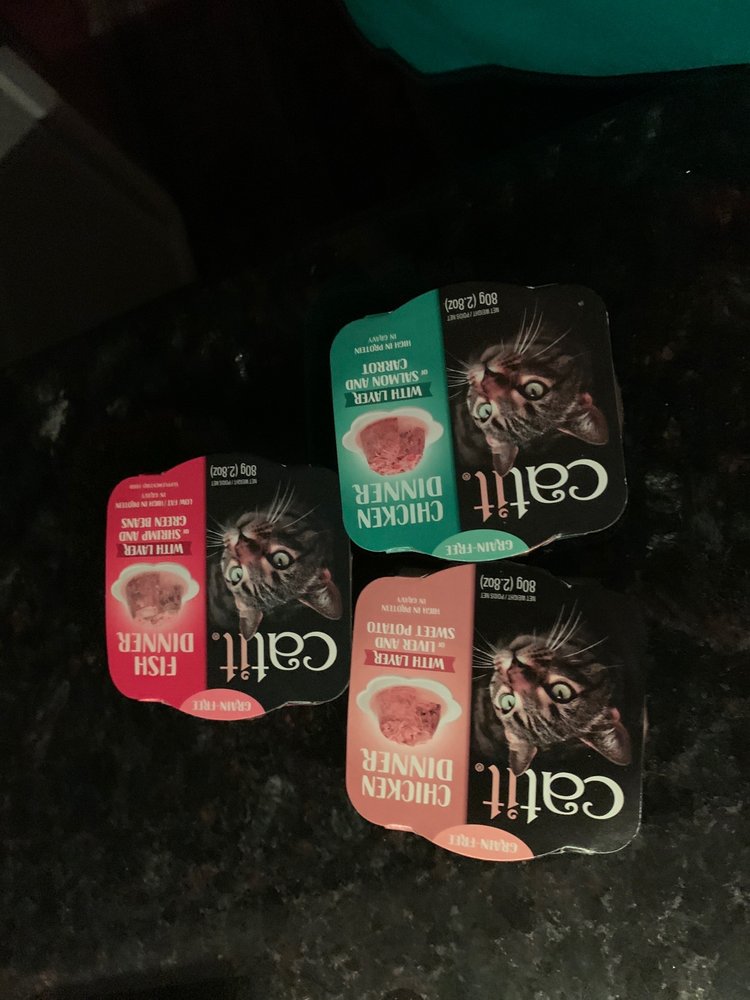 GRAIN-FREE
catit®
CHICKEN
DINNER
WITH LAYER
OF LIVER AND
SWEET POTATO
HIGH IN PROTEIN
IN GRAVY
NET WEIGHT / POIDS NET
80g (2.8oz)
GRAIN-FREE
catit®
FISH
DINNER
WITH LAYER
OF SHRIMP AND
GREEN BEANS
LOW FAT / HIGH IN PROTEIN
IN GRAVY
SUPPLEMENTARY FOOD
NET WEIGHT / POIDS NET
80g (2.8oz)
GRAIN-FREE
catit®
CHICKEN
DINNER
WITH LAYER
OF SALMON AND
CARROT
HIGH IN PROTEIN
IN GRAVY
NET WEIGHT / POIDS NET
80g (2.8oz)